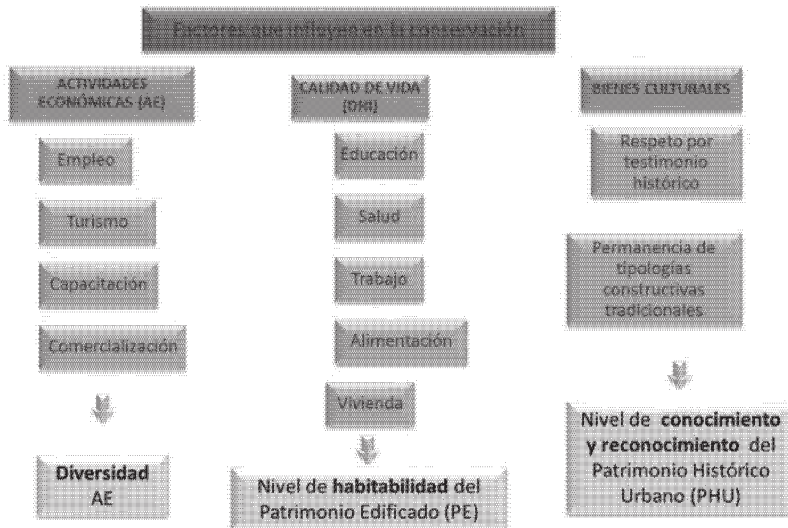 Factores que influyen en la conservación
ACTIVIDADES
ECONÓMICAS (AE)
Empleo
Turismo
Capacitación
Comercialización
Diversidad
AE
CALIDAD DE VIDA
(DHI)
Educación
Salud
Trabajo
Alimentación
Vivienda
Nivel de habitabilidad del
Patrimonio Edificado (PE)
BIENES CULTURALES
Respeto por
testimonio
histórico
Permanencia de
tipologías
constructivas
tradicionales
Nivel de conocimiento
y reconocimiento del
Patrimonio Histórico
Urbano (PHU)